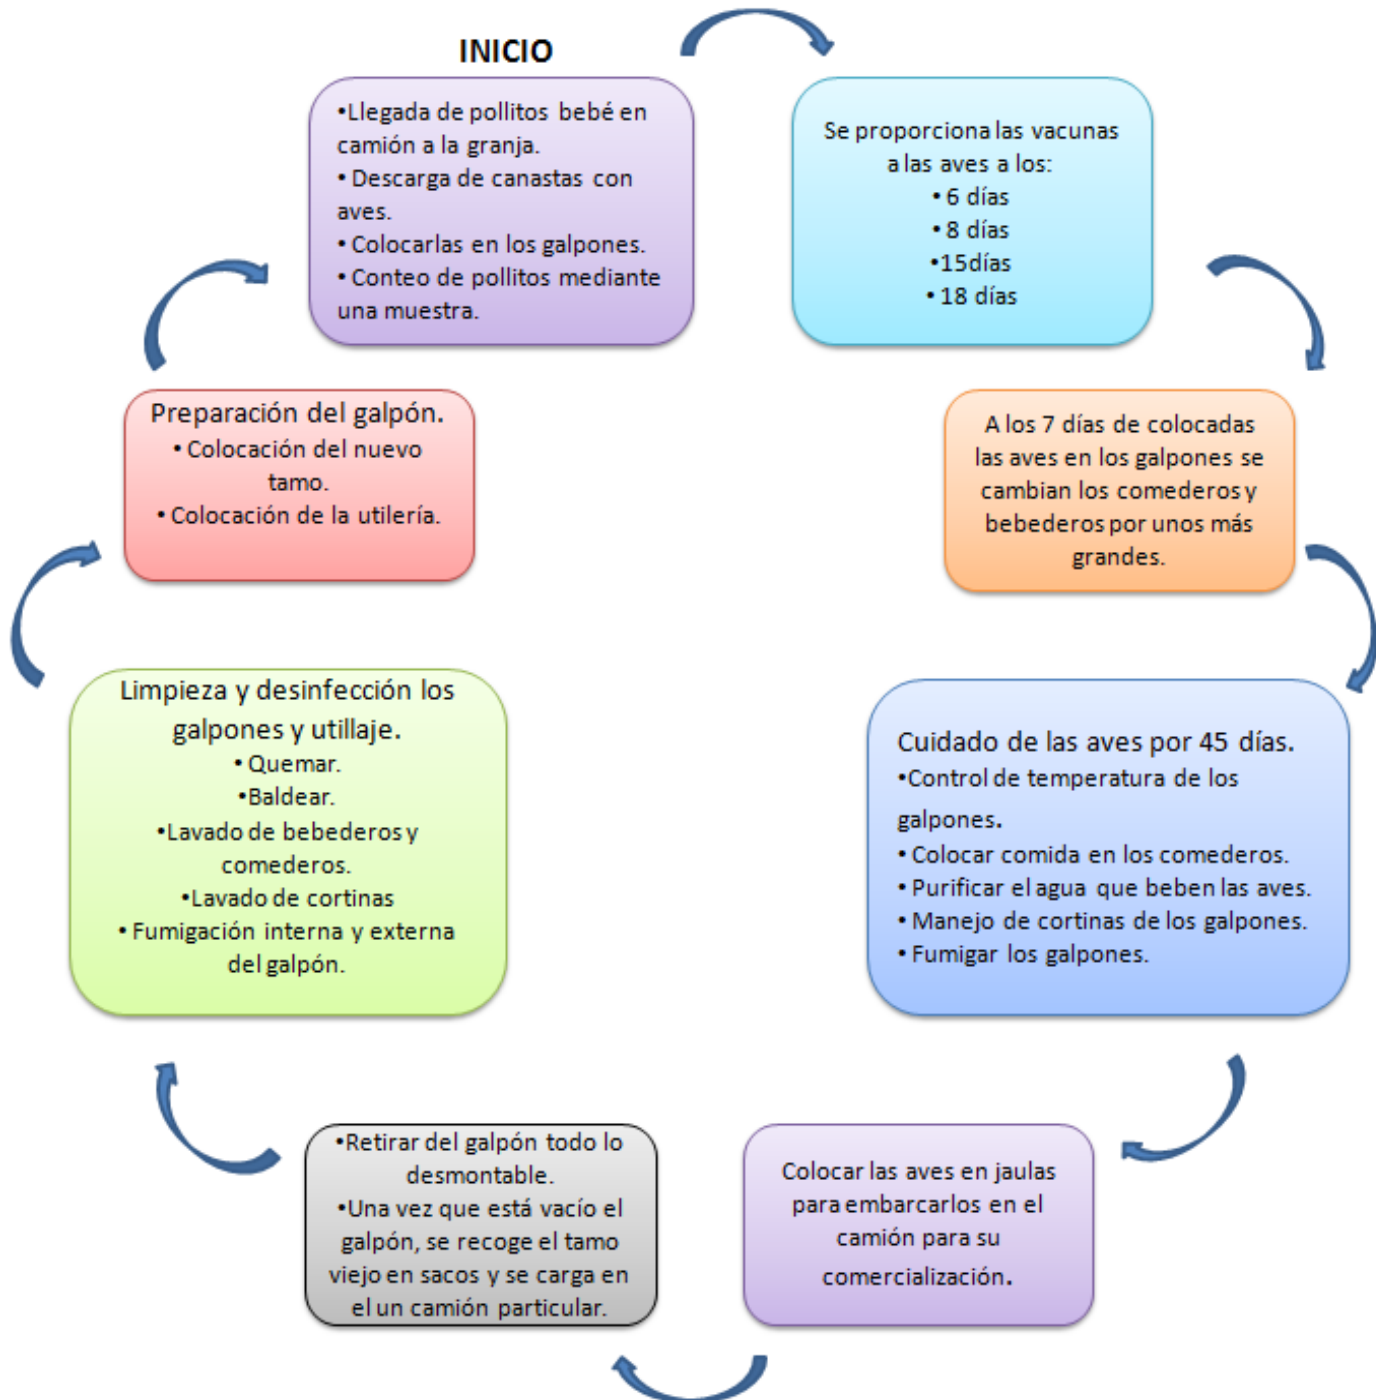 INICIO
•Llegada de pollitos bebé en
camión a la granja.
• Descarga de canastas con
aves.
• Colocarlas en los galpones.
• Conteo de pollitos mediante
una muestra.
Se proporciona las vacunas
a las aves a los:
• 6 días
• 8 días
•15días
• 18 días
A los 7 días de colocadas
las aves en los galpones se
cambian los comederos y
bebederos por unos más
grandes.
Cuidado de las aves por 45 días.
•Control de temperatura de los
galpones.
• Colocar comida en los comederos.
• Purificar el agua que beben las aves.
• Manejo de cortinas de los galpones.
• Fumigar los galpones.
Colocar las aves en jaulas
para embarcarlos en el
camión para su
comercialización.
•Retirar del galpón todo lo
desmontable.
•Una vez que está vacío el
galpón, se recoge el tamo
viejo en sacos y se carga en
el un camión particular.
Limpieza y desinfección los
galpones y utillaje.
• Quemar.
•Baldear.
•Lavado de bebederos y
comederos.
•Lavado de cortinas
• Fumigación interna y externa
del galpón.
Preparación del galpón.
• Colocación del nuevo
tamo.
• Colocación de la utilería.